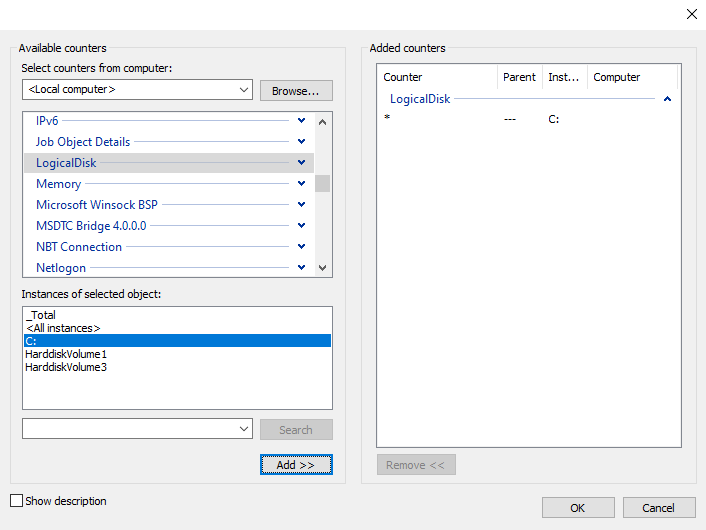 Available counters
Select counters from computer:
<Local computer>
Browse...
IPv6
Job Object Details
LogicalDisk
Memory
Microsoft Winsock BSP
MSDTC Bridge 4.0.0.0
NBT Connection
Netlogon
Instances of selected object:
_Total
<All instances>
C:
HarddiskVolume1
HarddiskVolume3
Search
Add >>
Show description
Added counters
Counter Parent Inst... Computer
LogicalDisk
* --- C:
Remove <<
OK Cancel